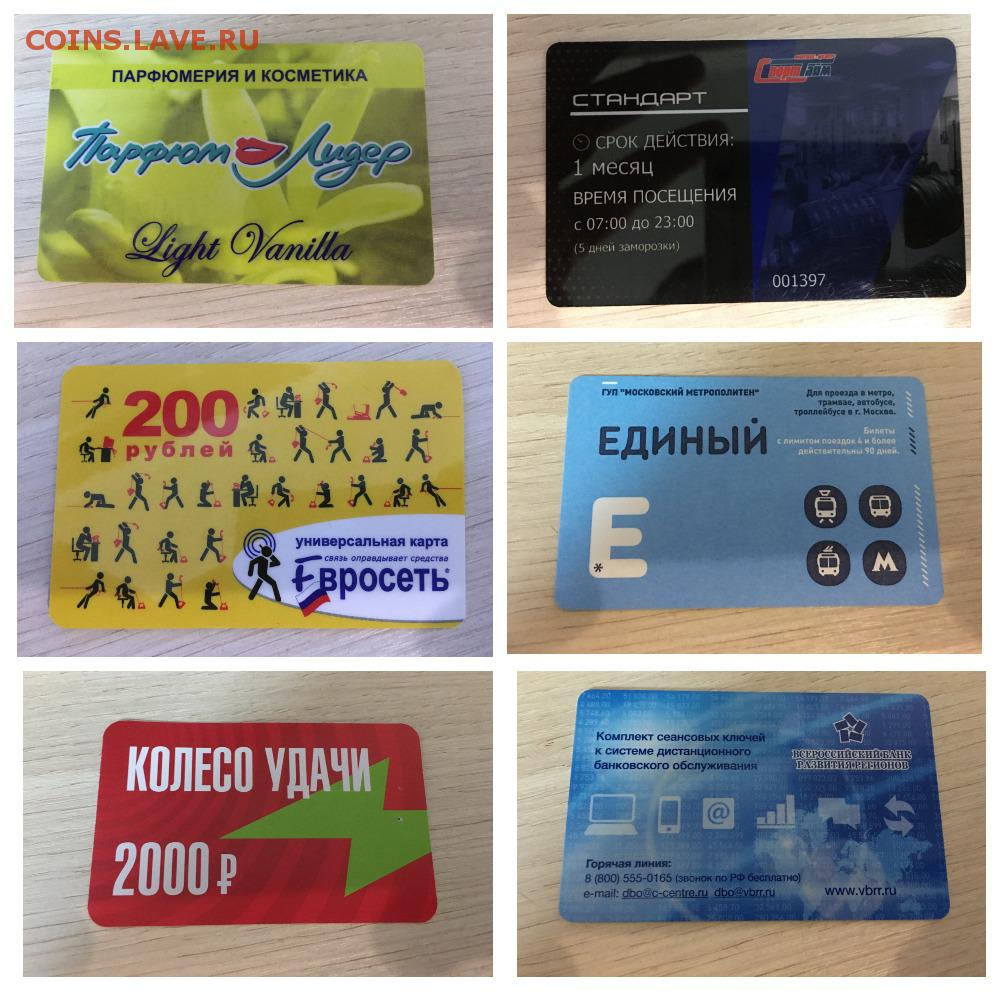 COINS.LAVE.RU
ПАРФЮМЕРИЯ И КОСМЕТИКА
Парфюм Лидер
Light Vanilla
СпортТайм
СТАНДАРТ
СРОК ДЕЙСТВИЯ:
1 месяц
ВРЕМЯ ПОСЕЩЕНИЯ
с 07:00 до 23:00
(5 дней заморозки)
001397
200
рублей
универсальная карта
связь оправдывает средства
Евросеть
ГУП "МОСКОВСКИЙ МЕТРОПОЛИТЕН"
Для проезда в метро,
трамвае, автобусе,
троллейбусе в г. Москве.
ЕДИНЫЙ
Билеты
с лимитом поездок 4 и более
действительны 90 дней.
Е
*
М
КОЛЕСО УДАЧИ
2000 ₽
Комплект сеансовых ключей
к системе дистанционного
банковского обслуживания
ВСЕРОССИЙСКИЙ БАНК
РАЗВИТИЯ РЕГИОНОВ
@
Горячая линия:
8 (800) 555-0165 (звонок по РФ бесплатно)
e-mail: dbo@c-centre.ru dbo@vbrr.ru
www.vbrr.ru